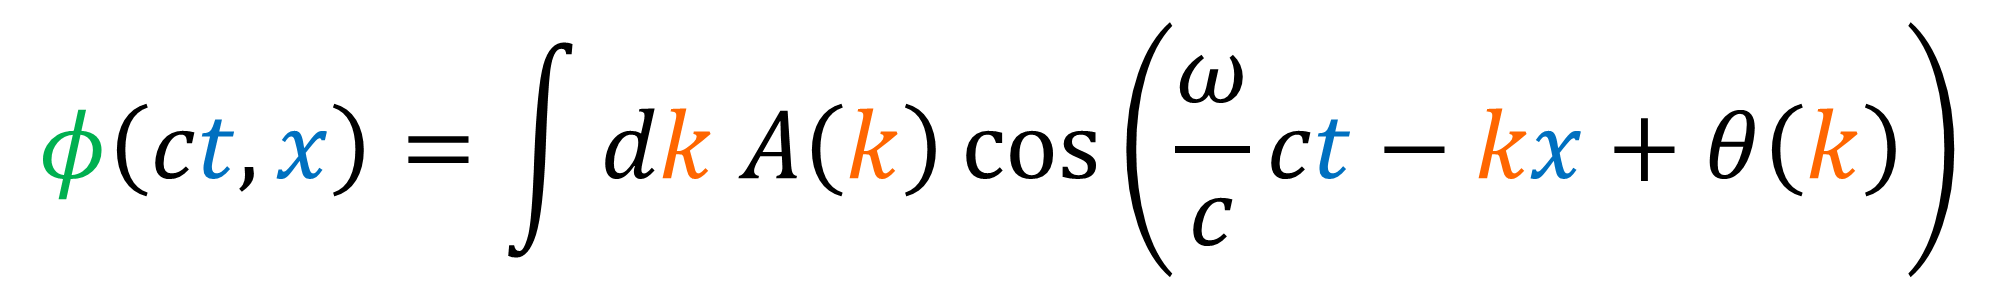 ϕ(ct, x) = ∫ dk A(k) cos(ω/c ct − kx + θ(k))